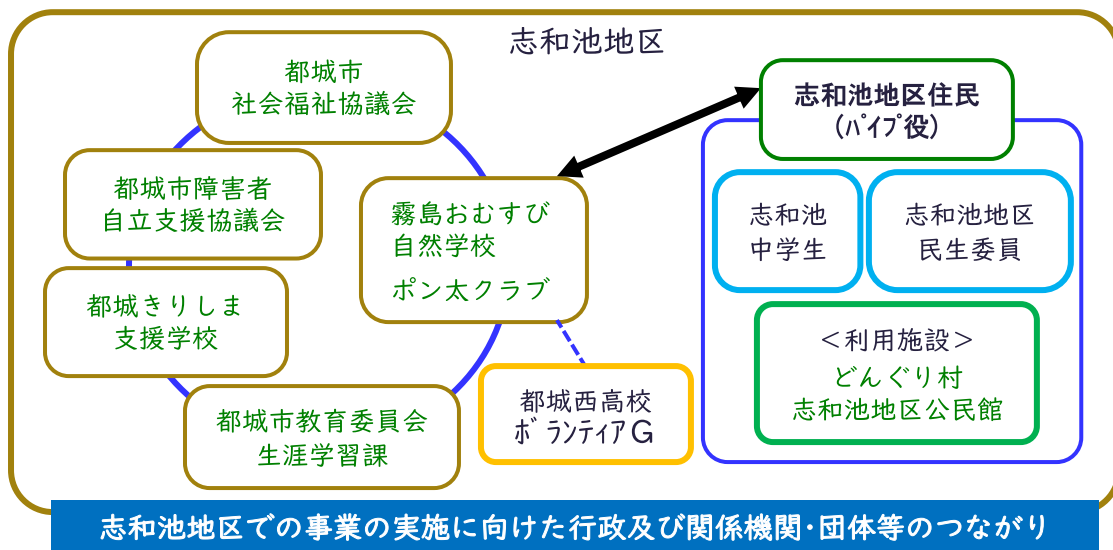 志和池地区
都城市
社会福祉協議会
都城市障害者
自立支援協議会
都城きりしま
支援学校
都城市教育委員会
生涯学習課
霧島おむすび
自然学校
ポン太クラブ
都城西高校
ﾎﾞﾗﾝﾃｨｱG
志和池地区住民
(ﾊﾟｲﾌﾟ役)
志和池
中学生
志和池地区
民生委員
＜利用施設＞
どんぐり村
志和池地区公民館
志和池地区での事業の実施に向けた行政及び関係機関･団体等のつながり